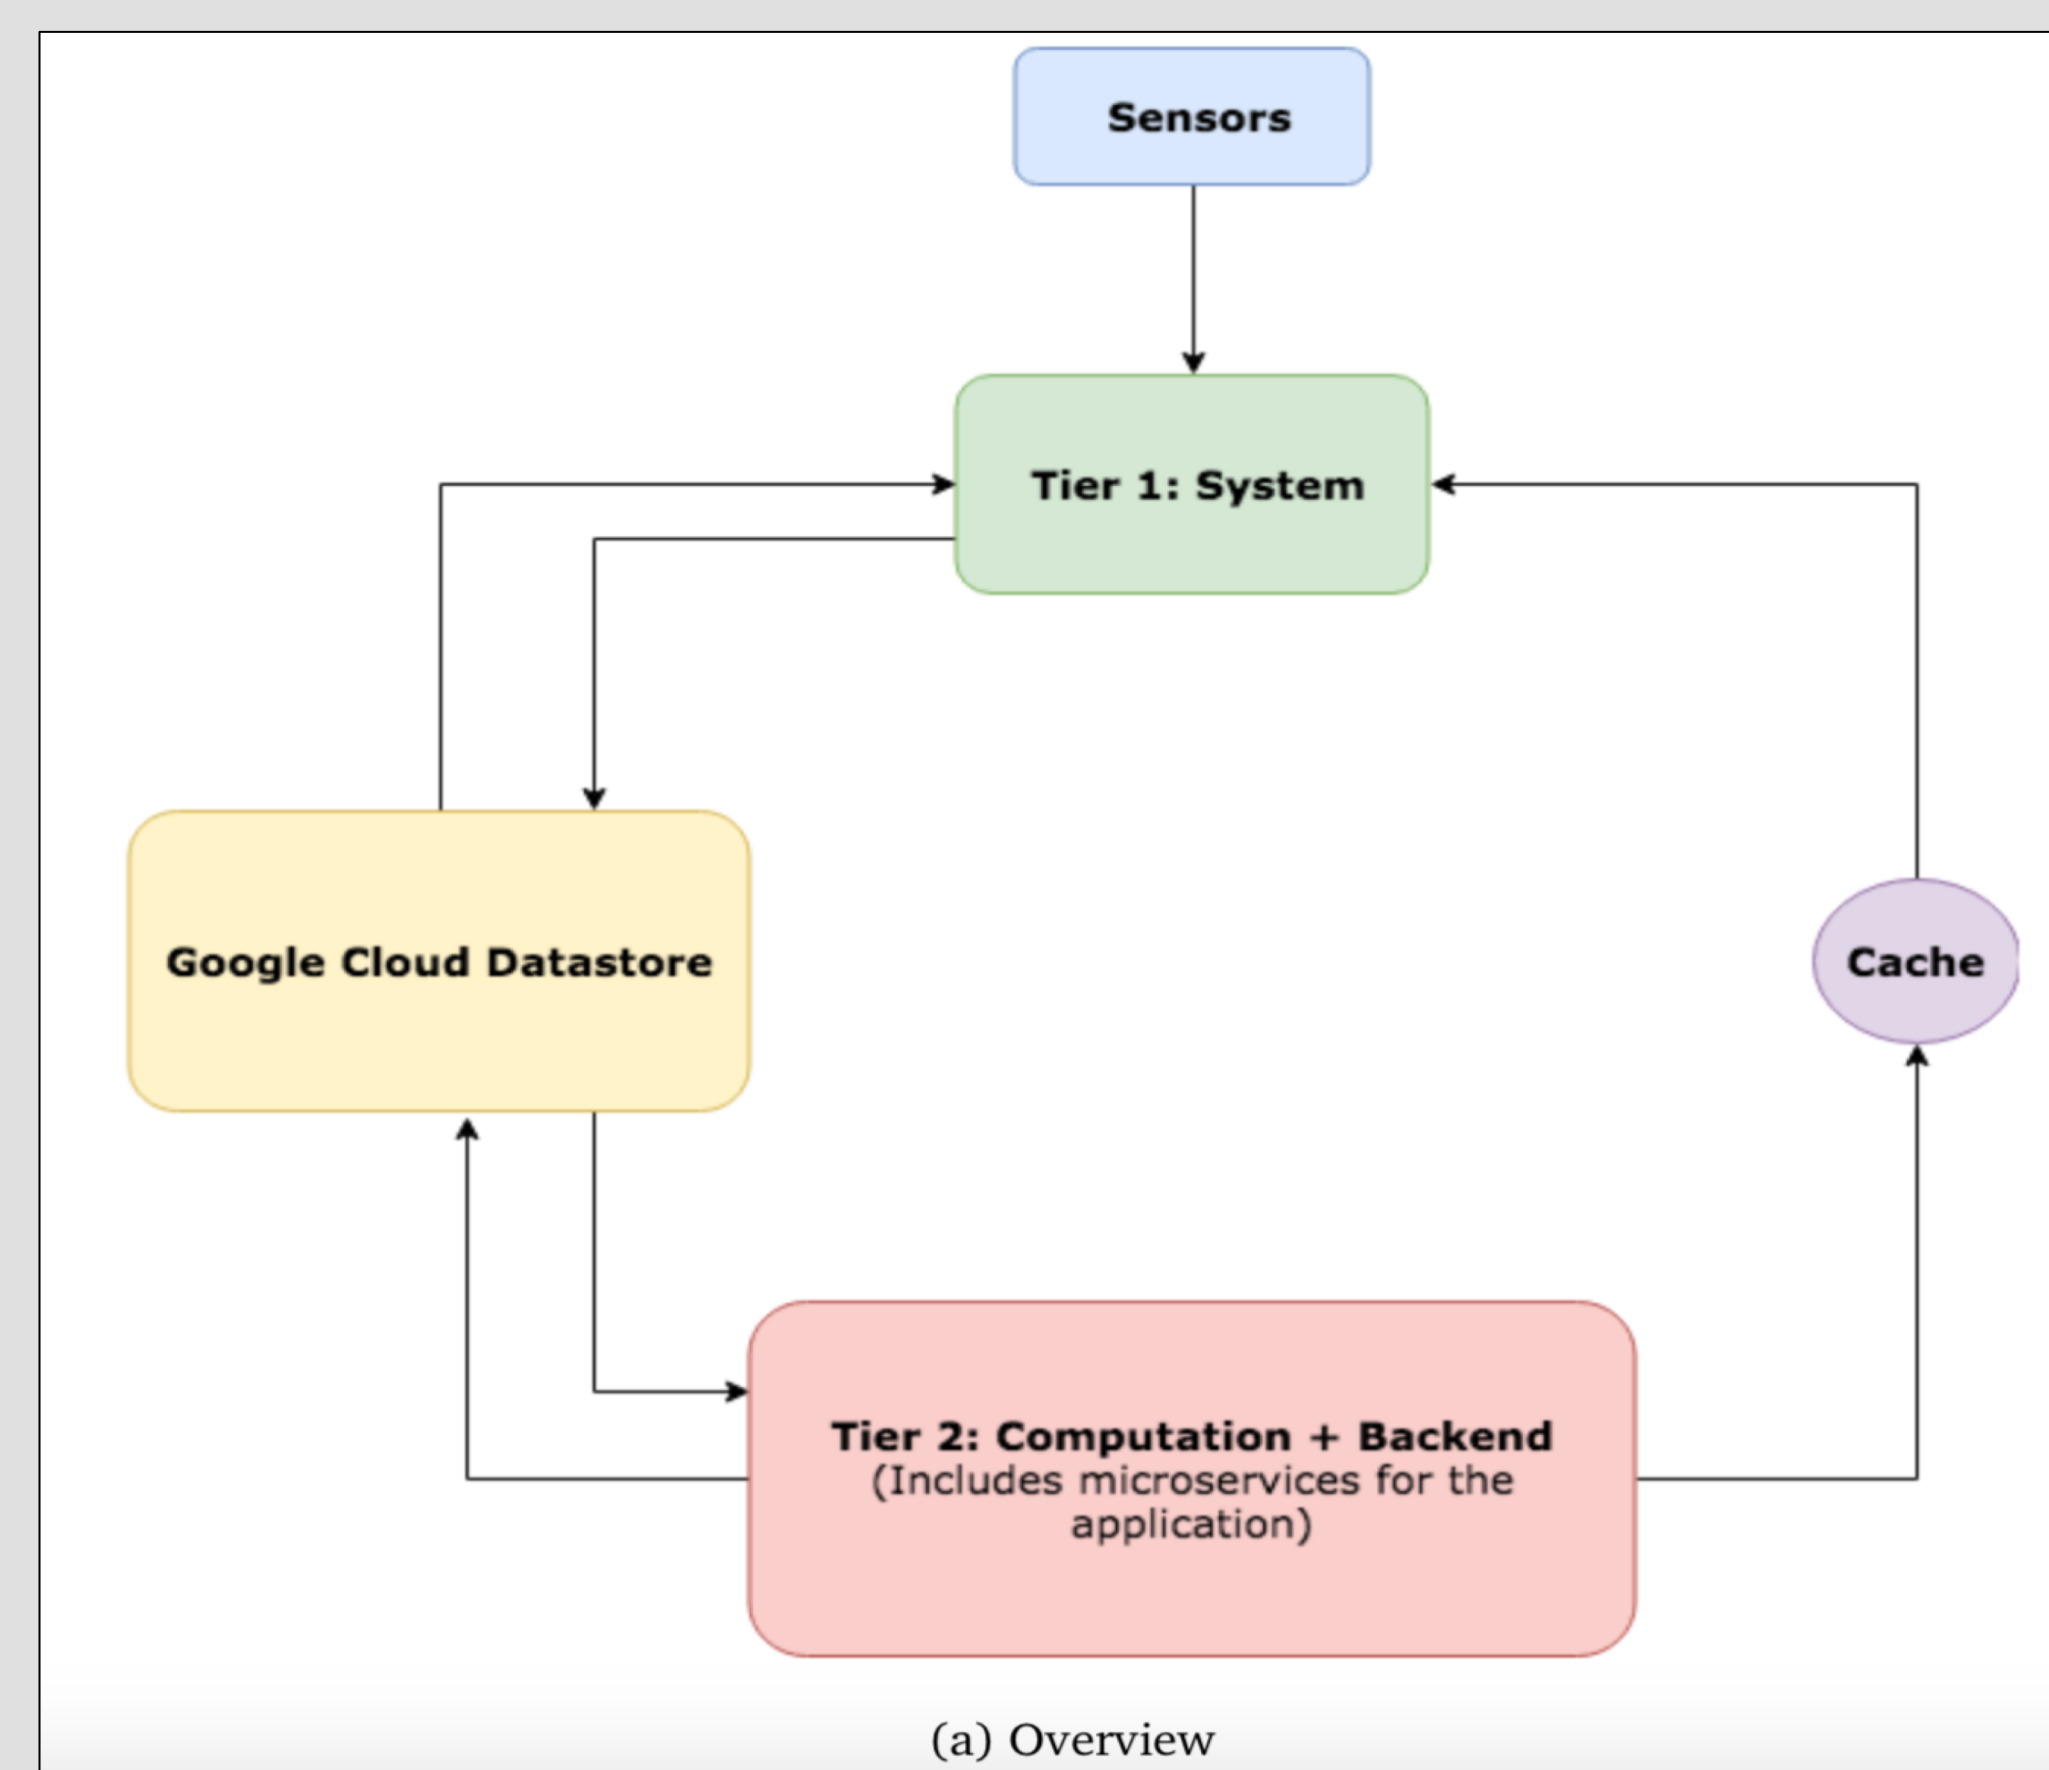 Sensors
Tier 1: System
Google Cloud Datastore
Cache
Tier 2: Computation + Backend
(Includes microservices for the
application)
(a) Overview